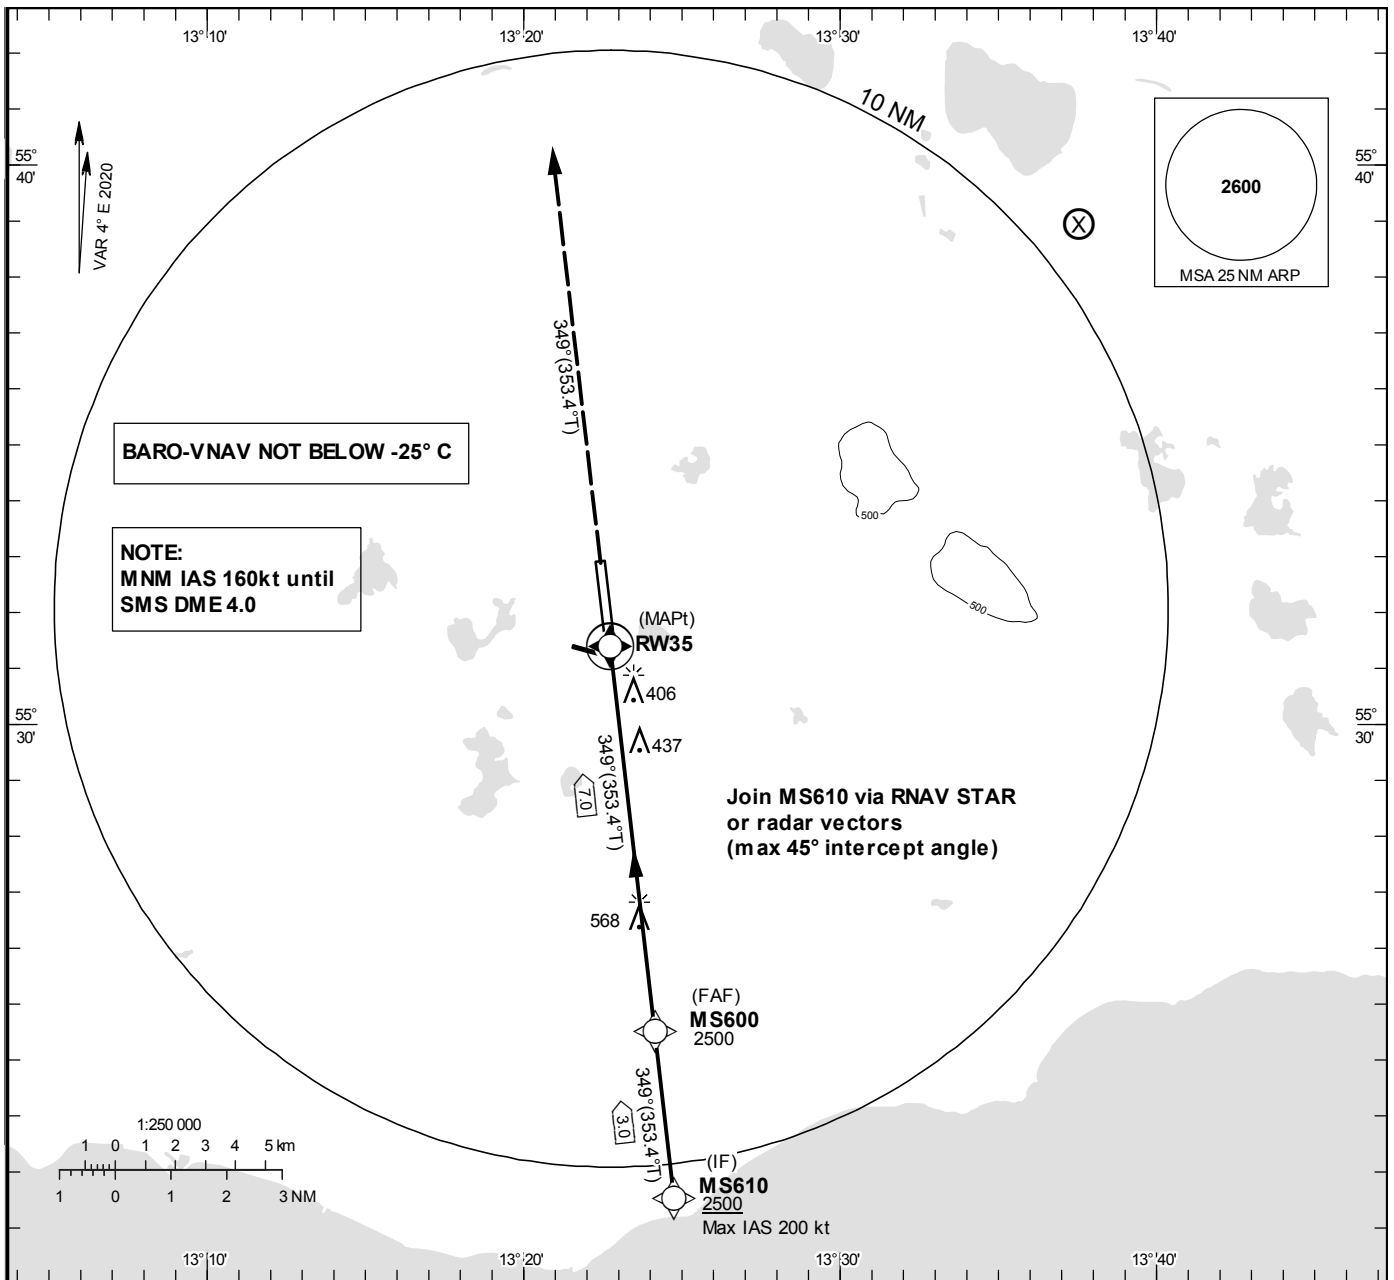 13°10'
13°20'
13°30'
13°40'
10 NM
55°
40'
55°
40'
VAR 4° E 2020
2600
MSA 25 NM ARP
X
349°(353.4°T)
BARO-VNAV NOT BELOW -25° C
500
500
NOTE:
MNM IAS 160kt until
SMS DME 4.0
(MAPt)
RW35
406
437
55°
30'
55°
30'
349°(353.4°T)
7.0
Join MS610 via RNAV STAR
or radar vectors
(max 45° intercept angle)
568
(FAF)
MS600
2500
349°(353.4°T)
3.0
1:250 000
1 0 1 2 3 4 5 km
1 0 1 2 3 NM
(IF)
MS610
2500
Max IAS 200 kt
13°10'
13°20'
13°30'
13°40'